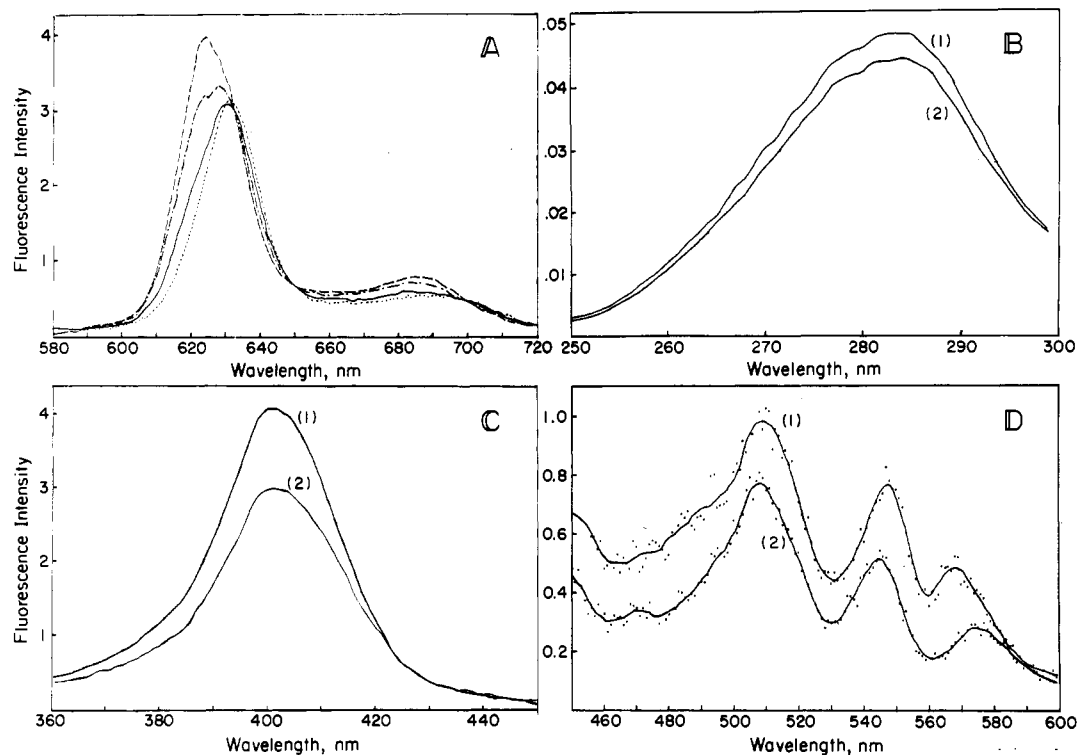 A
Fluorescence Intensity
4
3
2
1
580 600 620 640 660 680 700 720
Wavelength, nm
B
(1)
(2)
.05
.04
.03
.02
.01
250 260 270 280 290 300
Wavelength, nm
C
(1)
(2)
Fluorescence Intensity
4
3
2
1
360 380 400 420 440
Wavelength, nm
D
(1)
(2)
1.0
0.8
0.6
0.4
0.2
460 480 500 520 540 560 580 600
Wavelength, nm